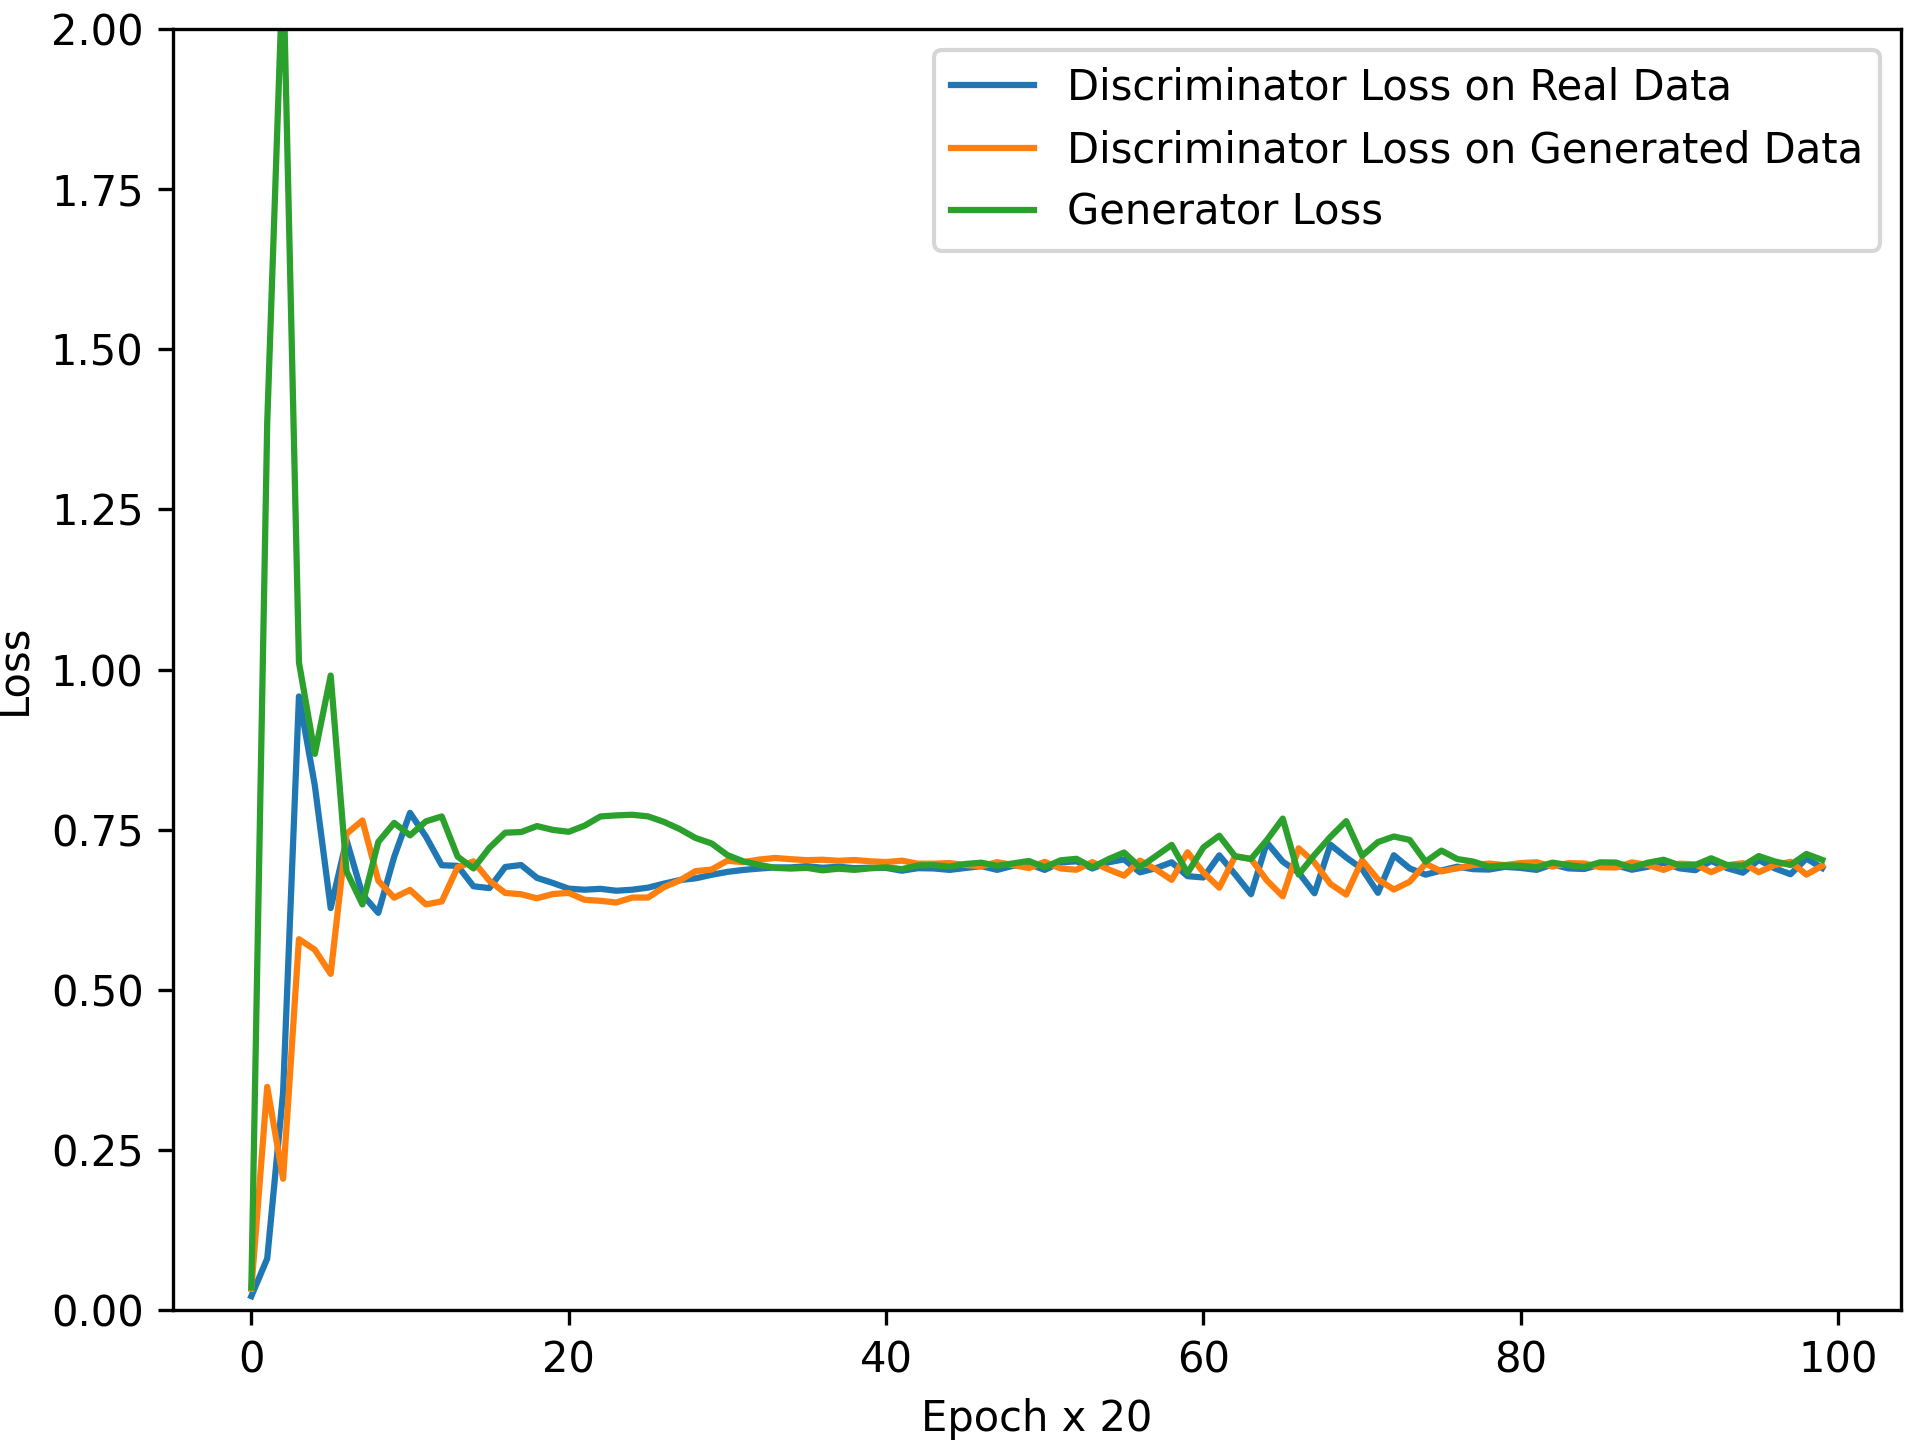 2.00
1.75
1.50
1.25
1.00
0.75
0.50
0.25
0.00
Loss
Discriminator Loss on Real Data
Discriminator Loss on Generated Data
Generator Loss
0 20 40 60 80 100
Epoch x 20